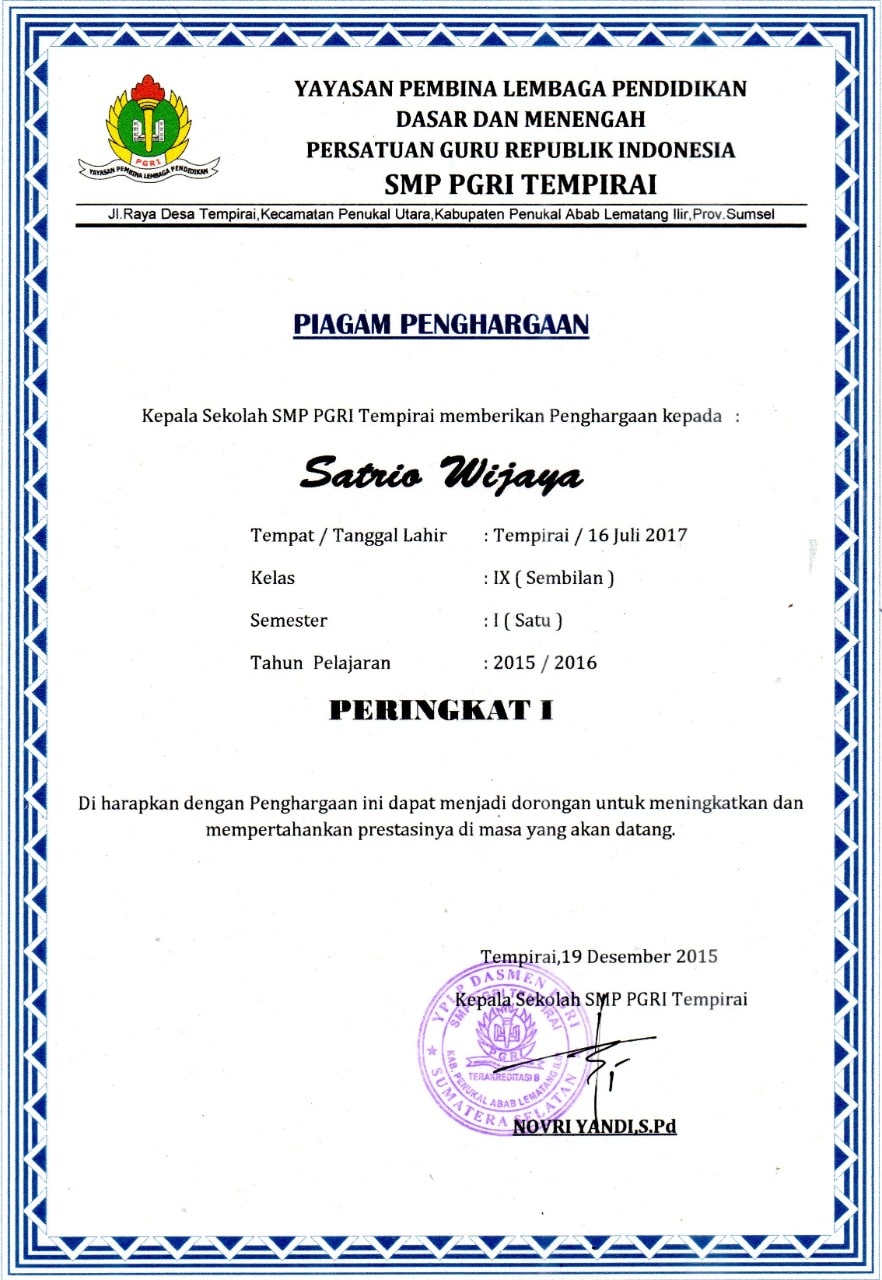 YAYASAN PEMBINA LEMBAGA PENDIDIKAN
DASAR DAN MENENGAH
PERSATUAN GURU REPUBLIK INDONESIA
SMP PGRI TEMPIRAI
PGRI
YAYASAN PEMBINA LEMBAGA PENDIDIKAN
Jl.Raya Desa Tempirai,Kecamatan Penukal Utara,Kabupaten Penukal Abab Lematang Ilir,Prov.Sumsel
PIAGAM PENGHARGAAN
Kepala Sekolah SMP PGRI Tempirai memberikan Penghargaan kepada :
Satrio Wijaya
Tempat / Tanggal Lahir : Tempirai / 16 Juli 2017
Kelas : IX ( Sembilan )
Semester : I ( Satu )
Tahun Pelajaran : 2015 / 2016
PERINGKAT I
Di harapkan dengan Penghargaan ini dapat menjadi dorongan untuk meningkatkan dan
mempertahankan prestasinya di masa yang akan datang.
Tempirai,19 Desember 2015
Kepala Sekolah SMP PGRI Tempirai
YPLP DASMEN PGRI
SMP PGRI TEMPIRAI
PGRI
TERAKREDITASI B
KAB. PENUKAL ABAB LEMATANG ILIR
SUMATERA SELATAN
NOVRI YANDI,S.Pd